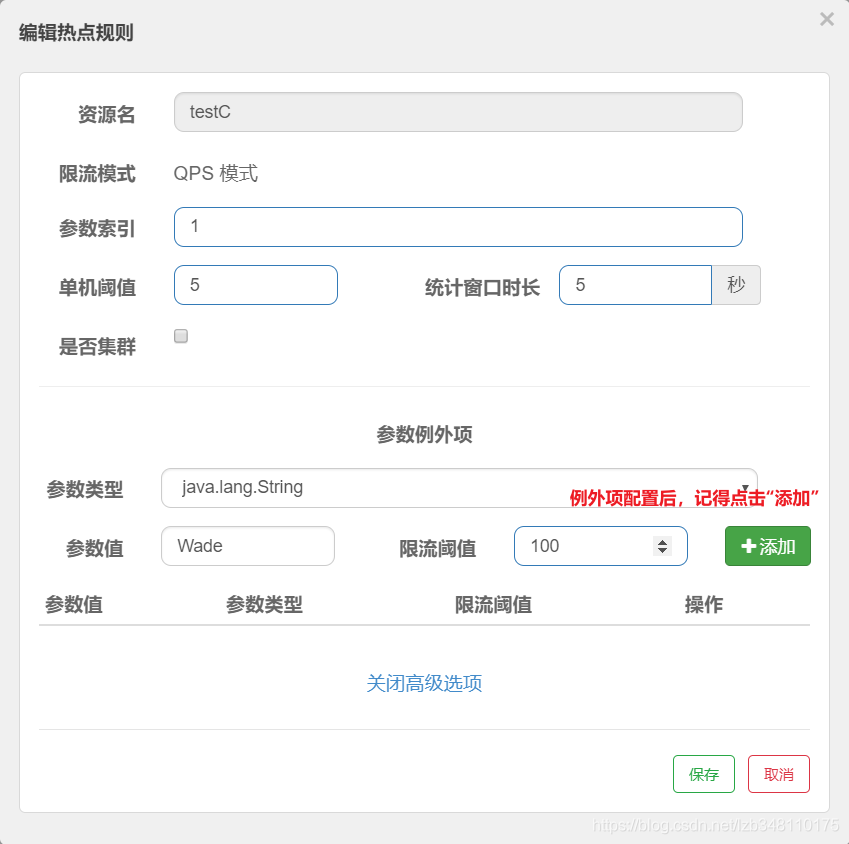 编辑热点规则 ×
资源名 testC
限流模式 QPS 模式
参数索引 1
单机阈值 5 统计窗口时长 5 秒
是否集群
参数例外项
参数类型 java.lang.String
例外项配置后，记得点击“添加”
参数值 Wade 限流阈值 100 添加
参数值 参数类型 限流阈值 操作
关闭高级选项
保存 取消
https://blog.csdn.net/lzb348110175